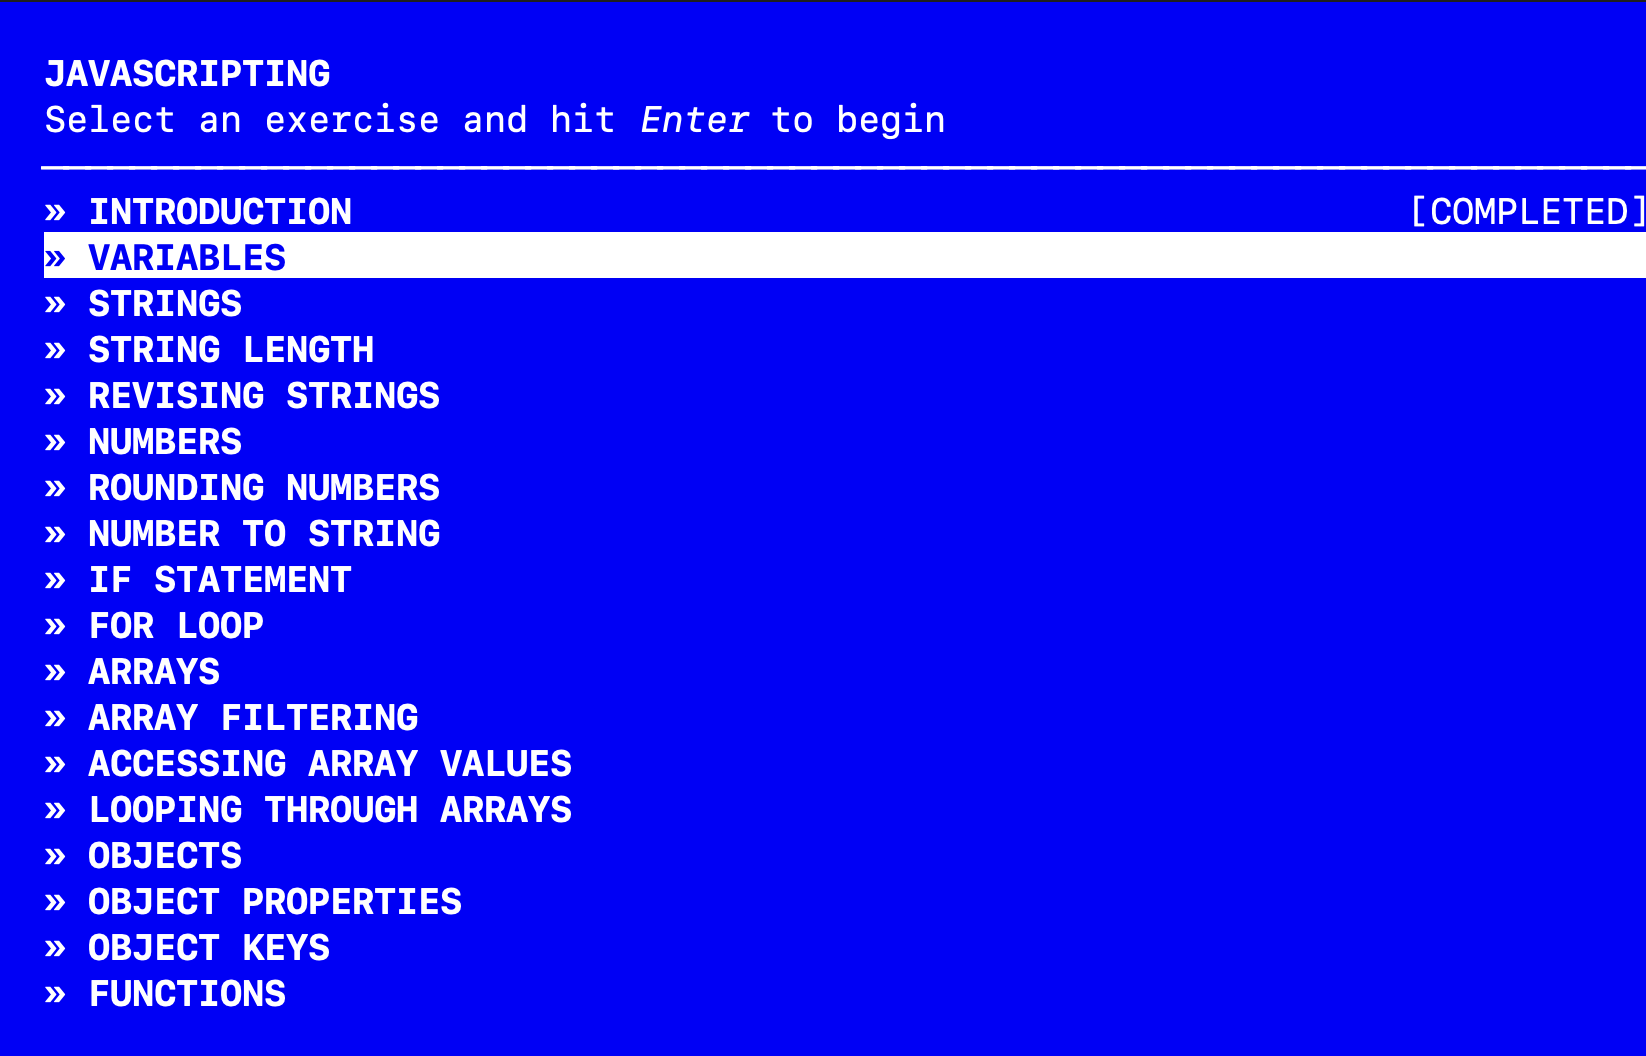 JAVASCRIPTING
Select an exercise and hit Enter to begin
» INTRODUCTION [COMPLETED]
» VARIABLES
» STRINGS
» STRING LENGTH
» REVISING STRINGS
» NUMBERS
» ROUNDING NUMBERS
» NUMBER TO STRING
» IF STATEMENT
» FOR LOOP
» ARRAYS
» ARRAY FILTERING
» ACCESSING ARRAY VALUES
» LOOPING THROUGH ARRAYS
» OBJECTS
» OBJECT PROPERTIES
» OBJECT KEYS
» FUNCTIONS